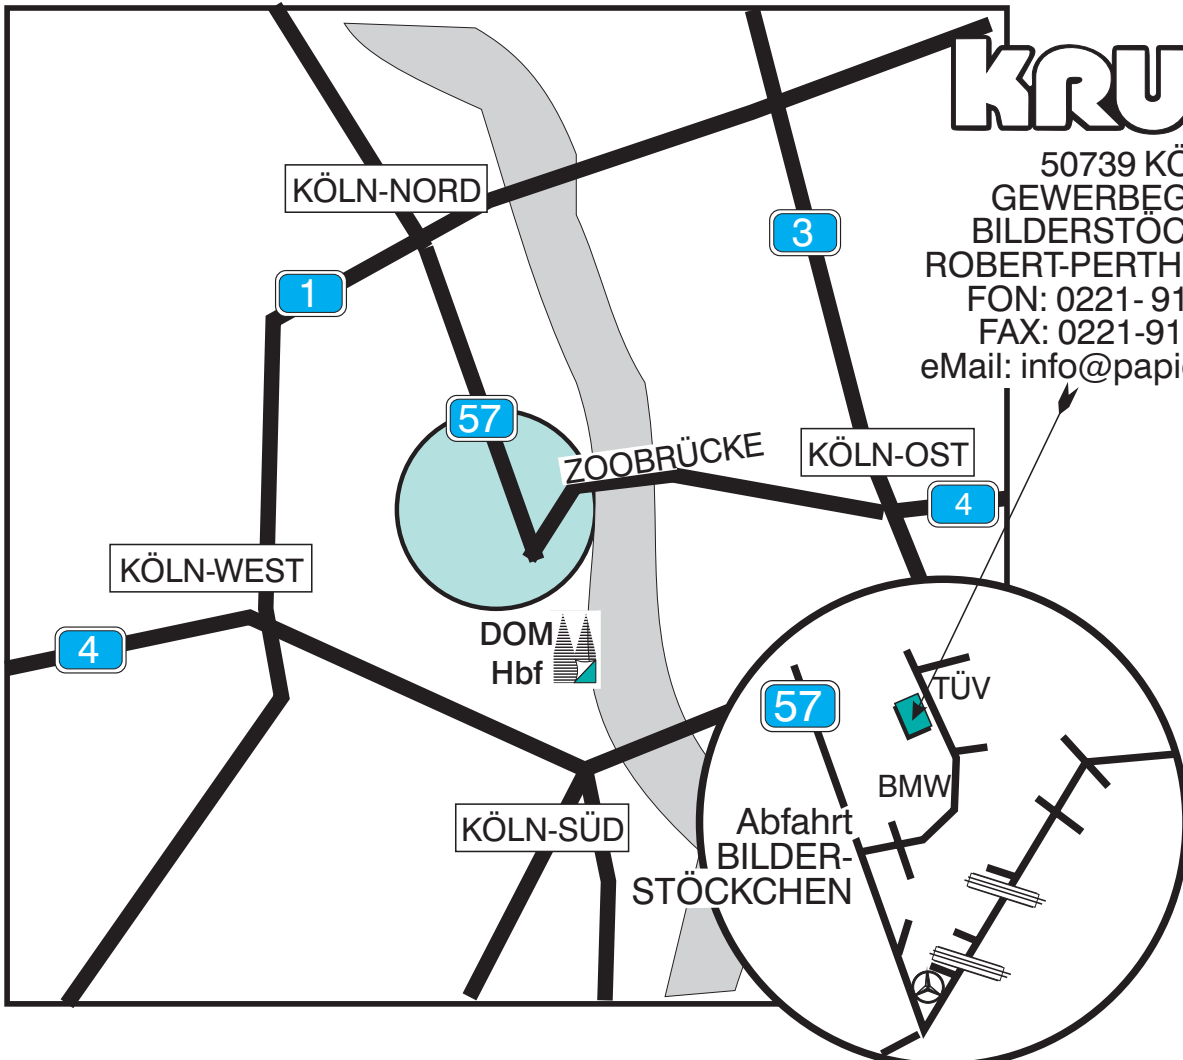 KRU
50739 KÖ
GEWERBEG
BILDERSTÖC
ROBERT-PERTH
FON: 0221- 91
FAX: 0221-91
eMail: info@papi
KÖLN-NORD
3
1
57
ZOOBRÜCKE
KÖLN-OST
4
KÖLN-WEST
4
DOM
Hbf
KÖLN-SÜD
57
TÜV
BMW
Abfahrt
BILDER-
STÖCKCHEN